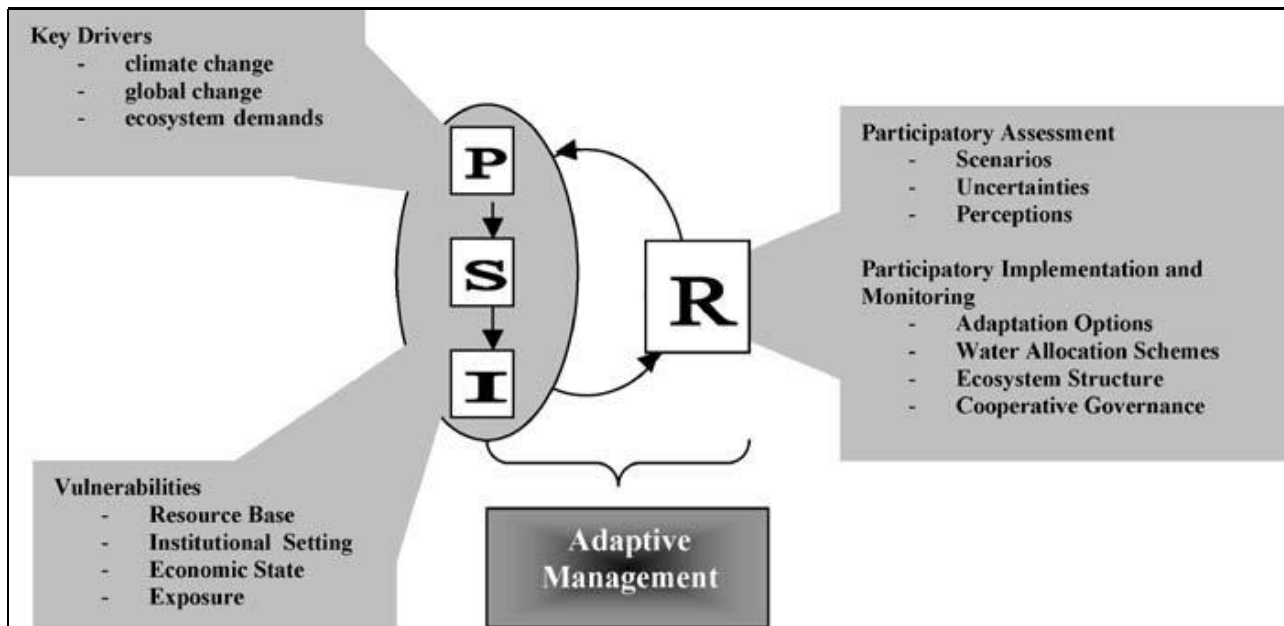 Key Drivers
- climate change
- global change
- ecosystem demands
P
S
I
R
Participatory Assessment
- Scenarios
- Uncertainties
- Perceptions
Participatory Implementation and
Monitoring
- Adaptation Options
- Water Allocation Schemes
- Ecosystem Structure
- Cooperative Governance
Vulnerabilities
- Resource Base
- Institutional Setting
- Economic State
- Exposure
Adaptive
Management